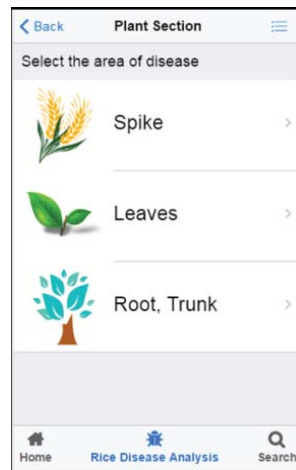 Back Plant Section
Select the area of disease
Spike
Leaves
Root, Trunk
Home Rice Disease Analysis Search